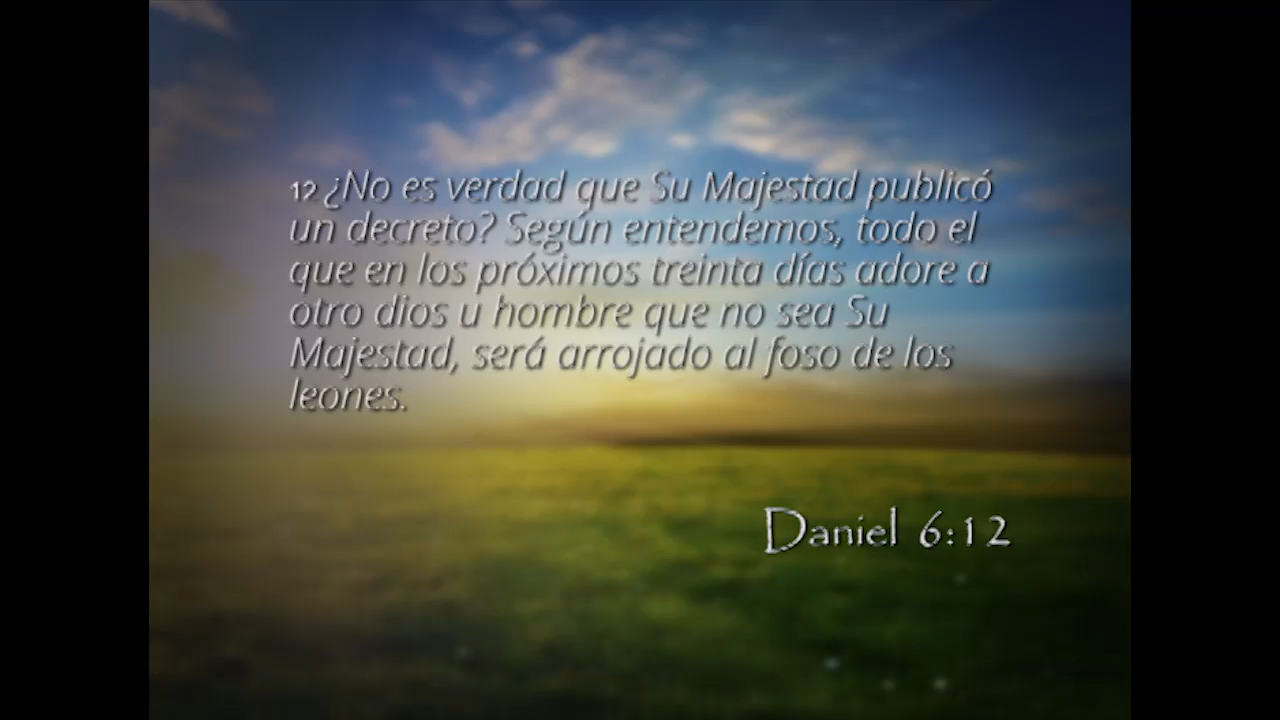 12 ¿No es verdad que Su Majestad publicó
un decreto? Según entendemos, todo el
que en los próximos treinta días adore a
otro dios u hombre que no sea Su
Majestad, será arrojado al foso de los
leones.
Daniel 6:12